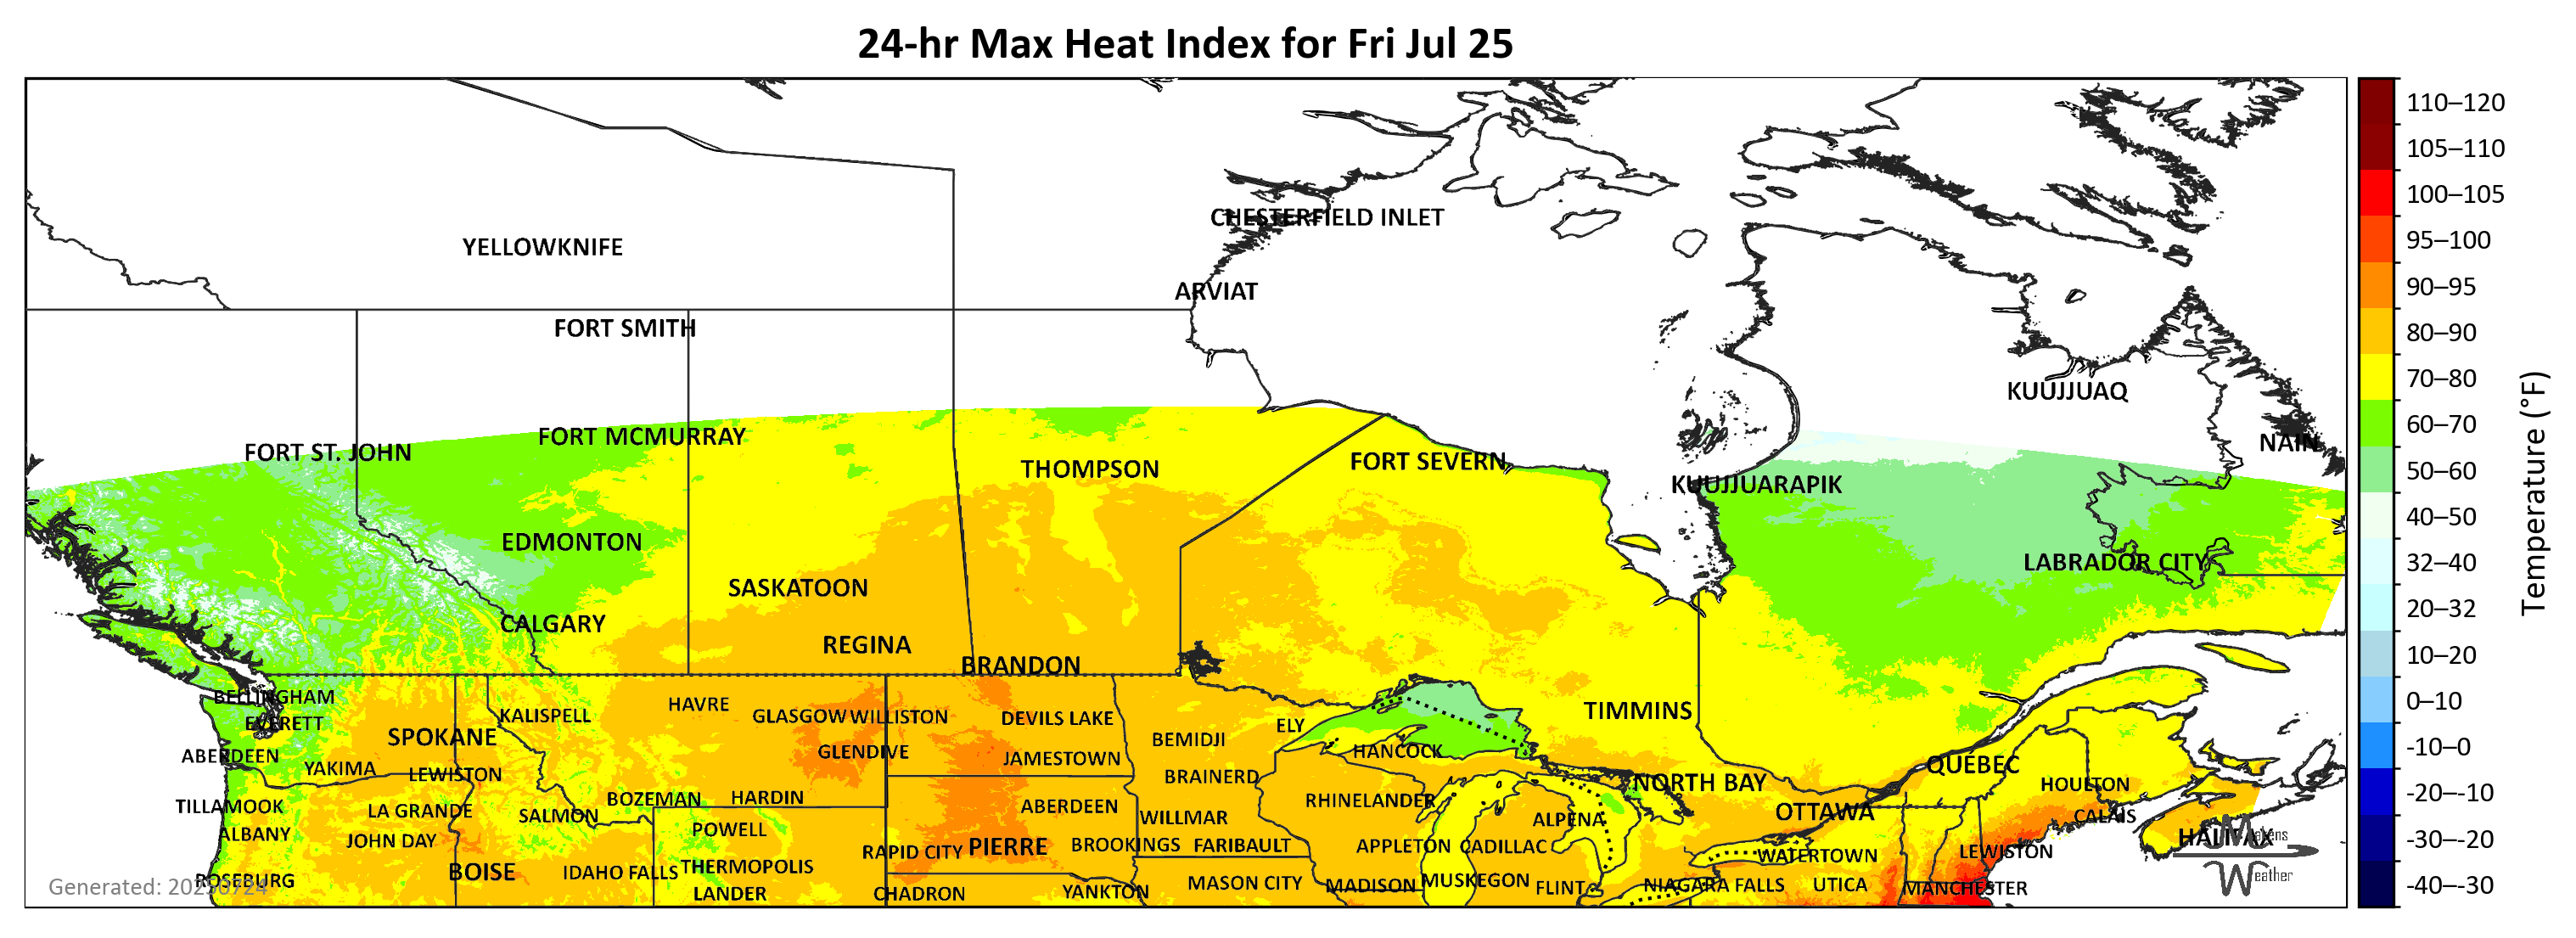 24-hr Max Heat Index for Fri Jul 25
110–120
105–110
CHESTERFIELD INLET
100–105
YELLOWKNIFE
95–100
ARVIAT
90–95
FORT SMITH
80–90
KUUJJUAQ
70–80
FORT ST. JOHN
FORT MCMURRAY
THOMPSON
FORT SEVERN
NAIN
60–70
KUUJJUARAPIK
50–60
EDMONTON
LABRADOR CITY
40–50
32–40
SASKATOON
CALGARY
20–32
REGINA
BRANDON
10–20
Temperature (°F)
BELLINGHAM
EVERETT
KALISPELL
HAVRE
GLASGOW
WILLISTON
DEVILS LAKE
ELY
TIMMINS
0–10
SPOKANE
ABERDEEN
GLENDIVE
JAMESTOWN
BEMIDJI
HANCOCK
-10–0
YAKIMA
LEWISTON
BRAINERD
NORTH BAY
QUÉBEC
HOULTON
-20–-10
TILLAMOOK
LA GRANDE
SALMON
BOZEMAN
HARDIN
ABERDEEN
WILLMAR
RHINELANDER
ALPENA
OTTAWA
CALAIS
ALBANY
JOHN DAY
POWELL
RAPID CITY
PIERRE
BROOKINGS
FARIBAULT
APPLETON
CADILLAC
WATERTOWN
LEWISTON
HALIFAX
Makens
Weather
-30–-20
BOISE
IDAHO FALLS
THERMOPOLIS
ROSEBURG
LANDER
CHADRON
YANKTON
MASON CITY
MADISON
MUSKEGON
FLINT
NIAGARA FALLS
UTICA
MANCHESTER
-40–-30
Generated: 20250724